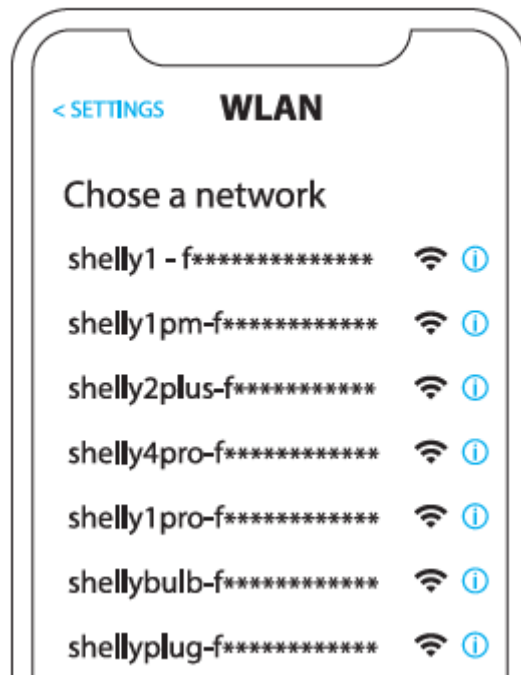 < SETTINGS WLAN
Chose a network
shelly1 - f**************
shelly1pm-f************
shelly2plus-f***********
shelly4pro-f************
shelly1pro-f************
shellybulb-f************
shellyplug-f************